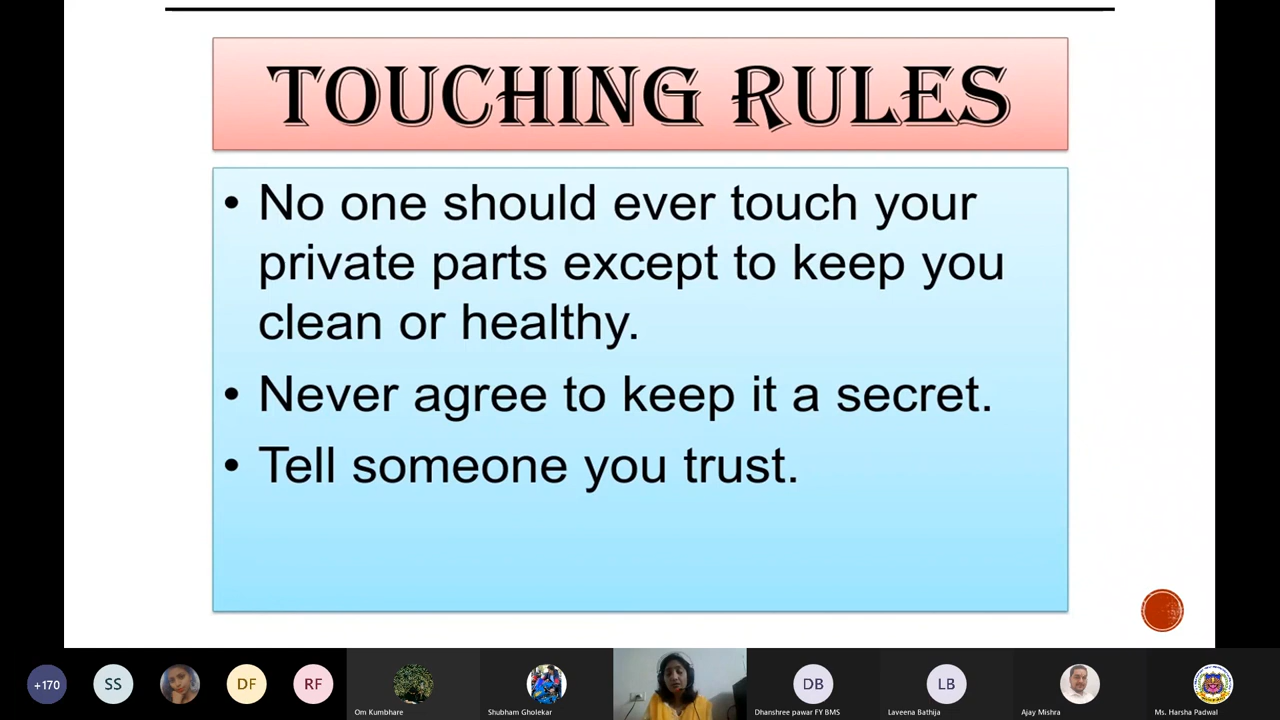 TOUCHING RULES
• No one should ever touch your
private parts except to keep you
clean or healthy.
• Never agree to keep it a secret.
• Tell someone you trust.
+170
SS
DF
RF
Om Kumbhare
Shubham Gholekar
DB
Dhanshree pawar FY BMS
LB
Laveena Bathija
Ajay Mishra
Ms. Harsha Padwal